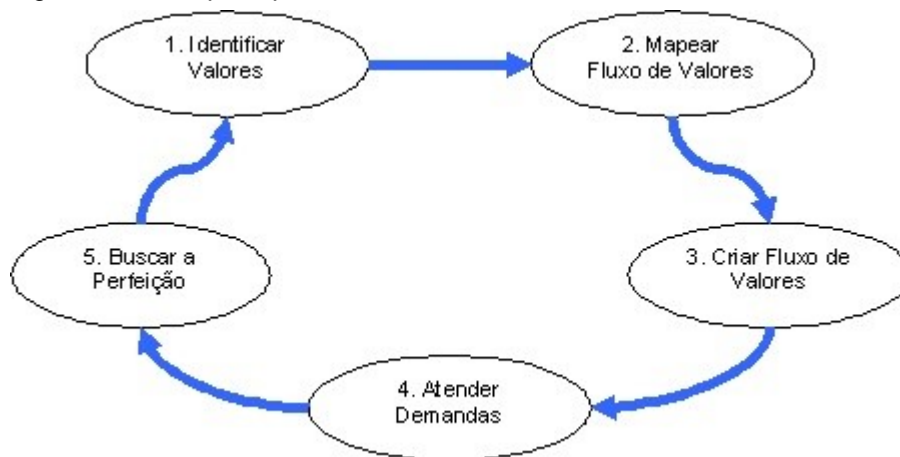 1. Identificar
Valores
2. Mapear
Fluxo de Valores
3. Criar Fluxo de
Valores
4. Atender
Demandas
5. Buscar a
Perfeição